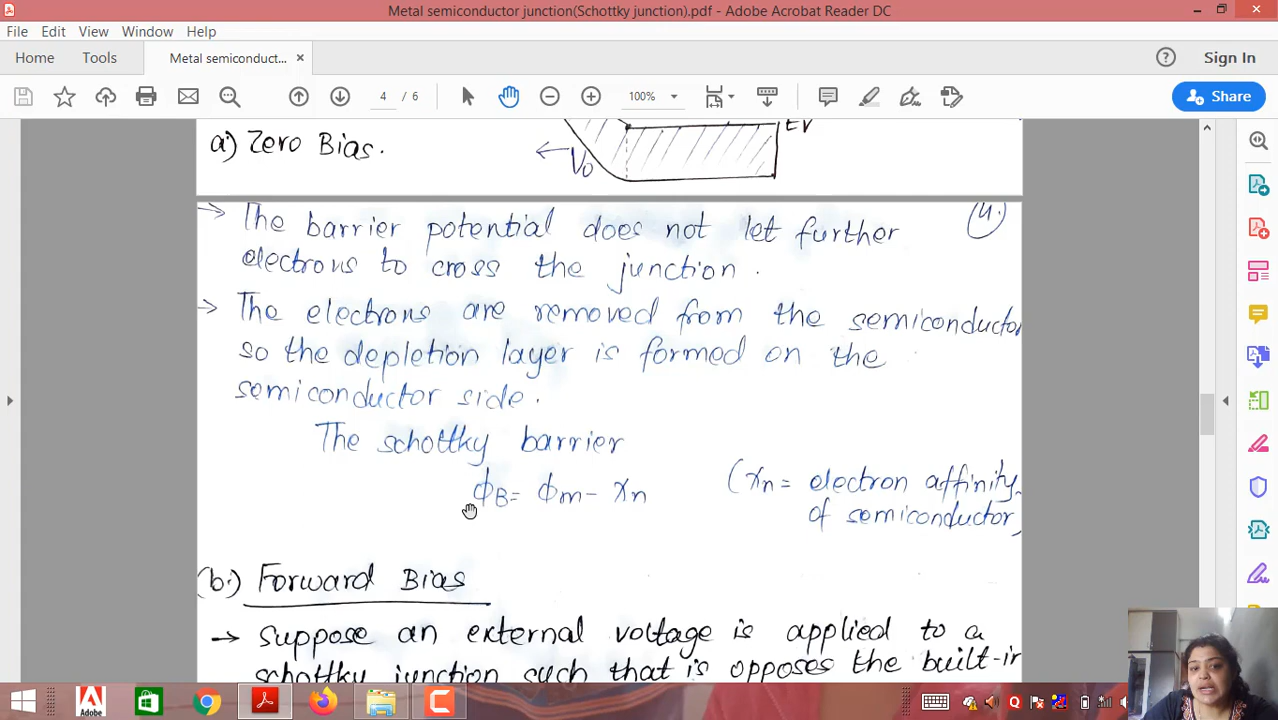 Metal semiconductor junction(Schottky junction).pdf - Adobe Acrobat Reader DC
File Edit View Window Help
Home Tools Metal semiconduct... × Sign In
4 / 6 100% Share
a) Zero Bias.
V0
EV
4.
→ The barrier potential does not let further
electrons to cross the junction.
→ The electrons are removed from the semiconductor
so the depletion layer is formed on the
semiconductor side.
The schottky barrier
ϕB = ϕm - χn (χn = electron affinity
of semiconductor)
(b.) Forward Bias
→ suppose an external voltage is applied to a
schottky junction such that is opposes the built-in
Adobe